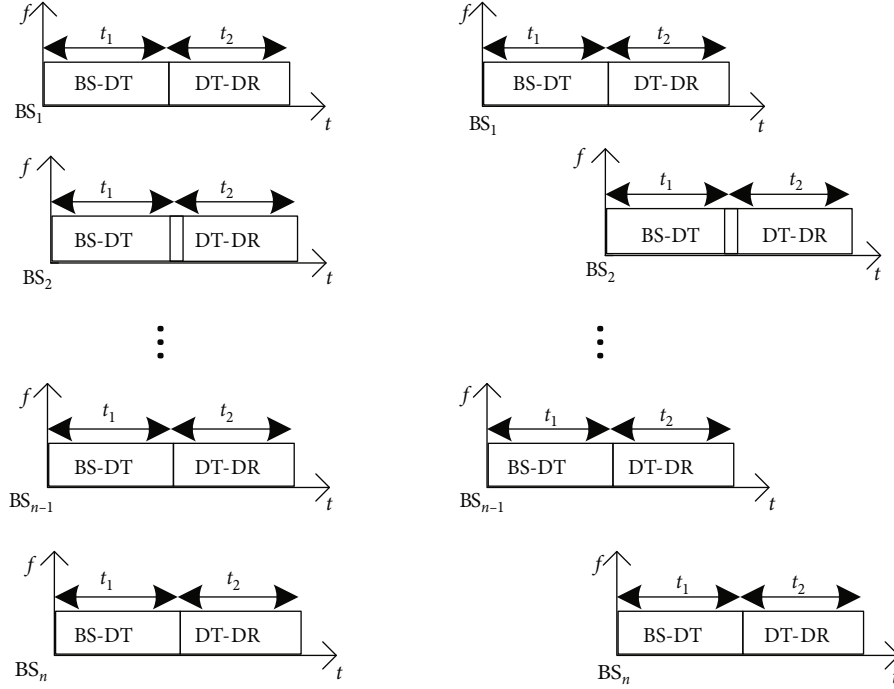 f
t₁ t₂
BS-DT DT-DR
BS₁
t
f
t₁ t₂
BS-DT DT-DR
BS₁
t
f
t₁ t₂
BS-DT DT-DR
BS₂
t
f
t₁ t₂
BS-DT DT-DR
BS₂
t
f
t₁ t₂
BS-DT DT-DR
BSₙ₋₁
t
f
t₁ t₂
BS-DT DT-DR
BSₙ₋₁
t
f
t₁ t₂
BS-DT DT-DR
BSₙ
t
f
t₁ t₂
BS-DT DT-DR
BSₙ
t